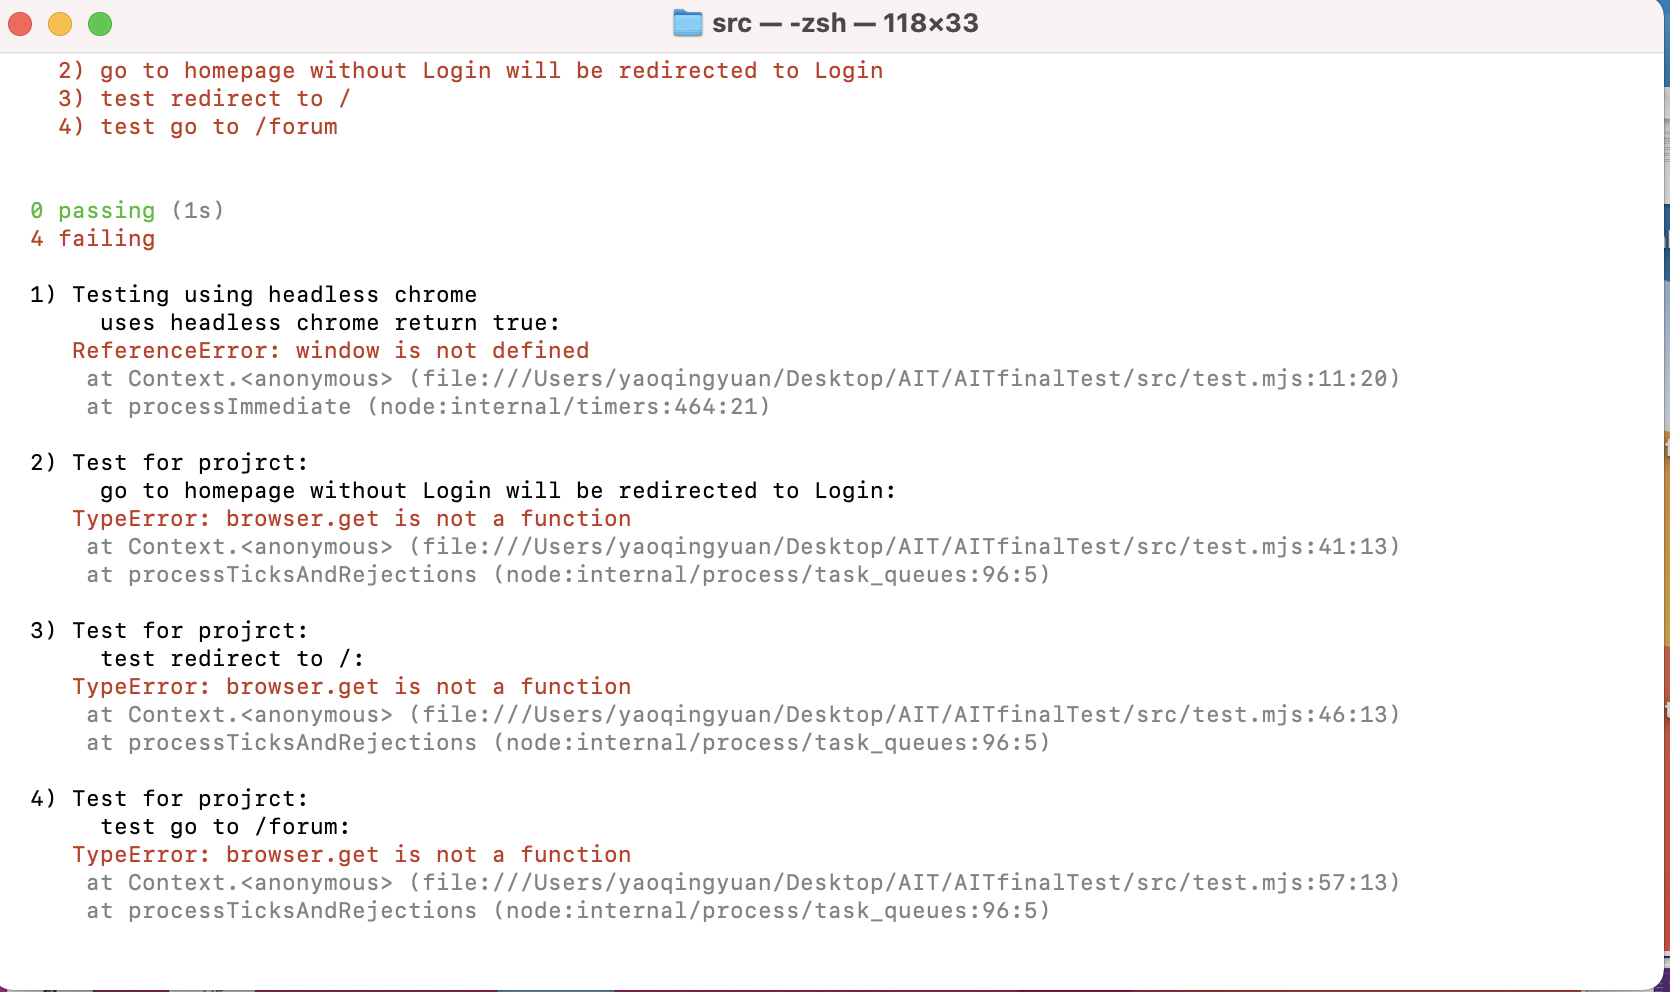 src — -zsh — 118×33
2) go to homepage without Login will be redirected to Login
3) test redirect to /
4) test go to /forum
0 passing (1s)
4 failing
1) Testing using headless chrome
uses headless chrome return true:
ReferenceError: window is not defined
at Context.<anonymous> (file:///Users/yaoqingyuan/Desktop/AIT/AITfinalTest/src/test.mjs:11:20)
at processImmediate (node:internal/timers:464:21)
2) Test for projrct:
go to homepage without Login will be redirected to Login:
TypeError: browser.get is not a function
at Context.<anonymous> (file:///Users/yaoqingyuan/Desktop/AIT/AITfinalTest/src/test.mjs:41:13)
at processTicksAndRejections (node:internal/process/task_queues:96:5)
3) Test for projrct:
test redirect to /:
TypeError: browser.get is not a function
at Context.<anonymous> (file:///Users/yaoqingyuan/Desktop/AIT/AITfinalTest/src/test.mjs:46:13)
at processTicksAndRejections (node:internal/process/task_queues:96:5)
4) Test for projrct:
test go to /forum:
TypeError: browser.get is not a function
at Context.<anonymous> (file:///Users/yaoqingyuan/Desktop/AIT/AITfinalTest/src/test.mjs:57:13)
at processTicksAndRejections (node:internal/process/task_queues:96:5)